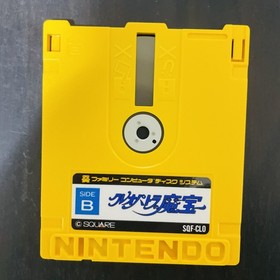 ファミリー コンピュータ ディスク システム
SIDE
B
クレオパトラの魔宝
© SQUARE
SQF-CLO
NINTENDO